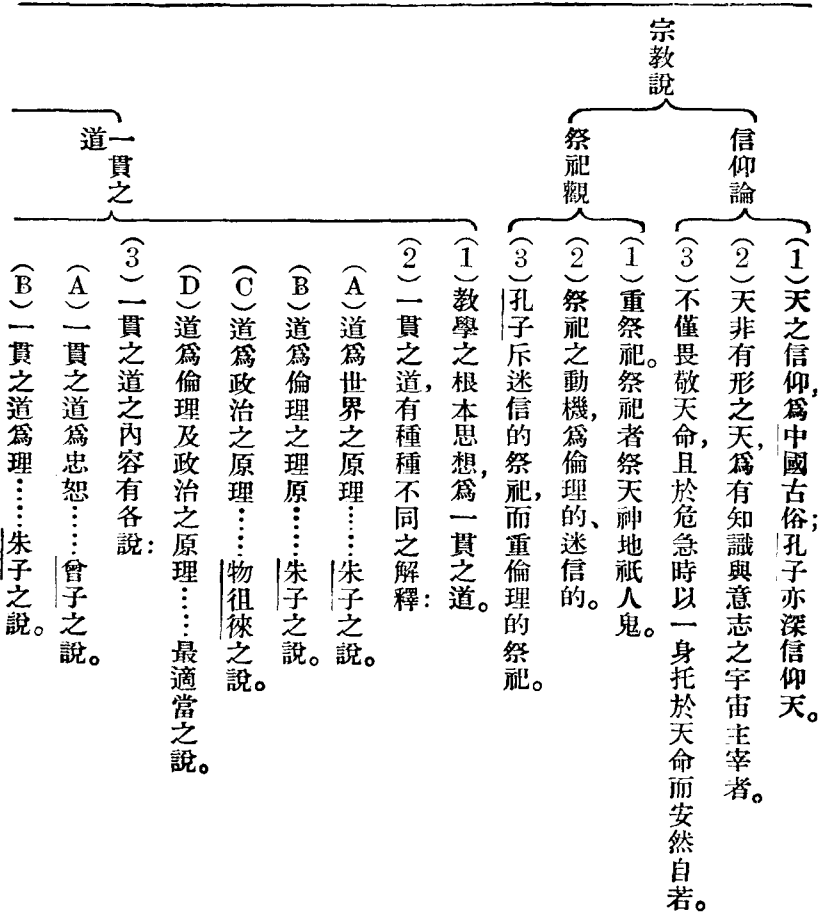 宗教說
信仰論
(1)天之信仰,爲中國古俗;孔子亦深信仰天。
(2)天非有形之天,爲有知識與意志之宇宙主宰者。
(3)不僅畏敬天命,且於危急時以一身托於天命而安然自若。
祭祀觀
(1)重祭祀。祭祀者祭天神地祇人鬼。
(2)祭祀之動機,爲倫理的、迷信的。
(3)孔子斥迷信的祭祀,而重倫理的祭祀。
一貫之道
(1)教學之根本思想,爲一貫之道。
(2)一貫之道,有種種不同之解釋:
(A)道爲世界之原理……朱子之說。
(B)道爲倫理之理原……朱子之說。
(C)道爲政治之原理……物徂徠之說。
(D)道爲倫理及政治之原理……最適當之說。
(3)一貫之道之內容有各說:
(A)一貫之道爲忠恕……曾子之說。
(B)一貫之道爲理……朱子之說。